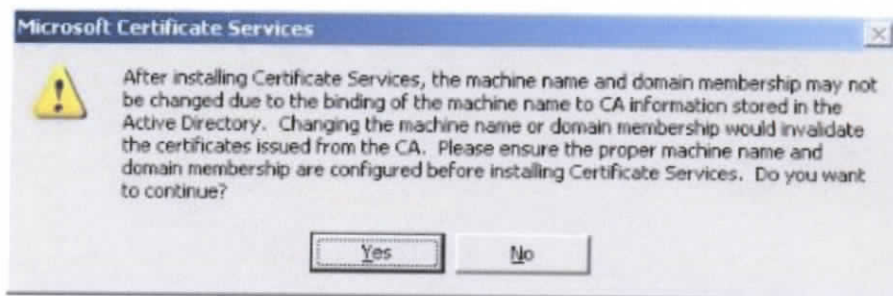 Microsoft Certificate Services
After installing Certificate Services, the machine name and domain membership may not
be changed due to the binding of the machine name to CA information stored in the
Active Directory. Changing the machine name or domain membership would invalidate
the certificates issued from the CA. Please ensure the proper machine name and
domain membership are configured before installing Certificate Services. Do you want
to continue?
Yes
No